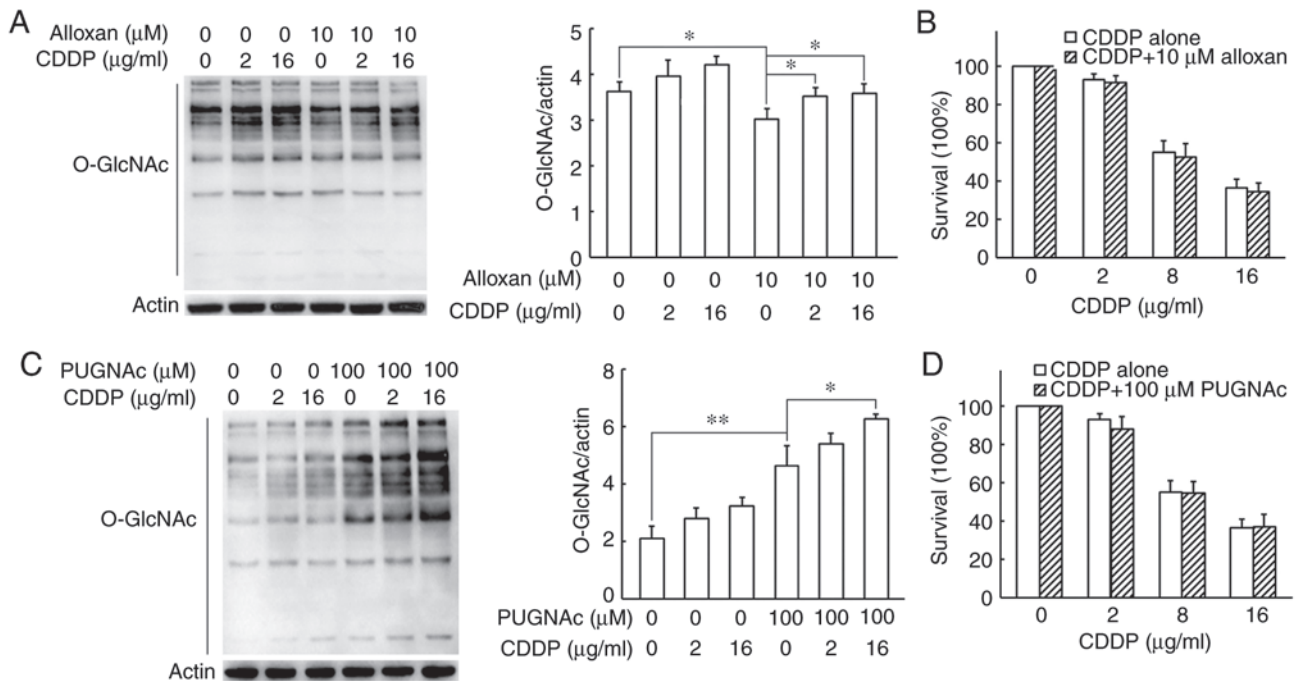 A
Alloxan (μM) 0 0 0 10 10 10
CDDP (μg/ml) 0 2 16 0 2 16
O-GlcNAc
Actin
O-GlcNAc/actin
5
4
3
2
1
0
* * *
Alloxan (μM) 0 0 0 10 10 10
CDDP (μg/ml) 0 2 16 0 2 16
B
CDDP alone
CDDP+10 μM alloxan
Survival (100%)
100
80
60
40
20
0
0 2 8 16
CDDP (μg/ml)
C
PUGNAc (μM) 0 0 0 100 100 100
CDDP (μg/ml) 0 2 16 0 2 16
O-GlcNAc
Actin
O-GlcNAc/actin
8
6
4
2
0
** *
PUGNAc (μM) 0 0 0 100 100 100
CDDP (μg/ml) 0 2 16 0 2 16
D
CDDP alone
CDDP+100 μM PUGNAc
Survival (100%)
100
80
60
40
20
0
0 2 8 16
CDDP (μg/ml)